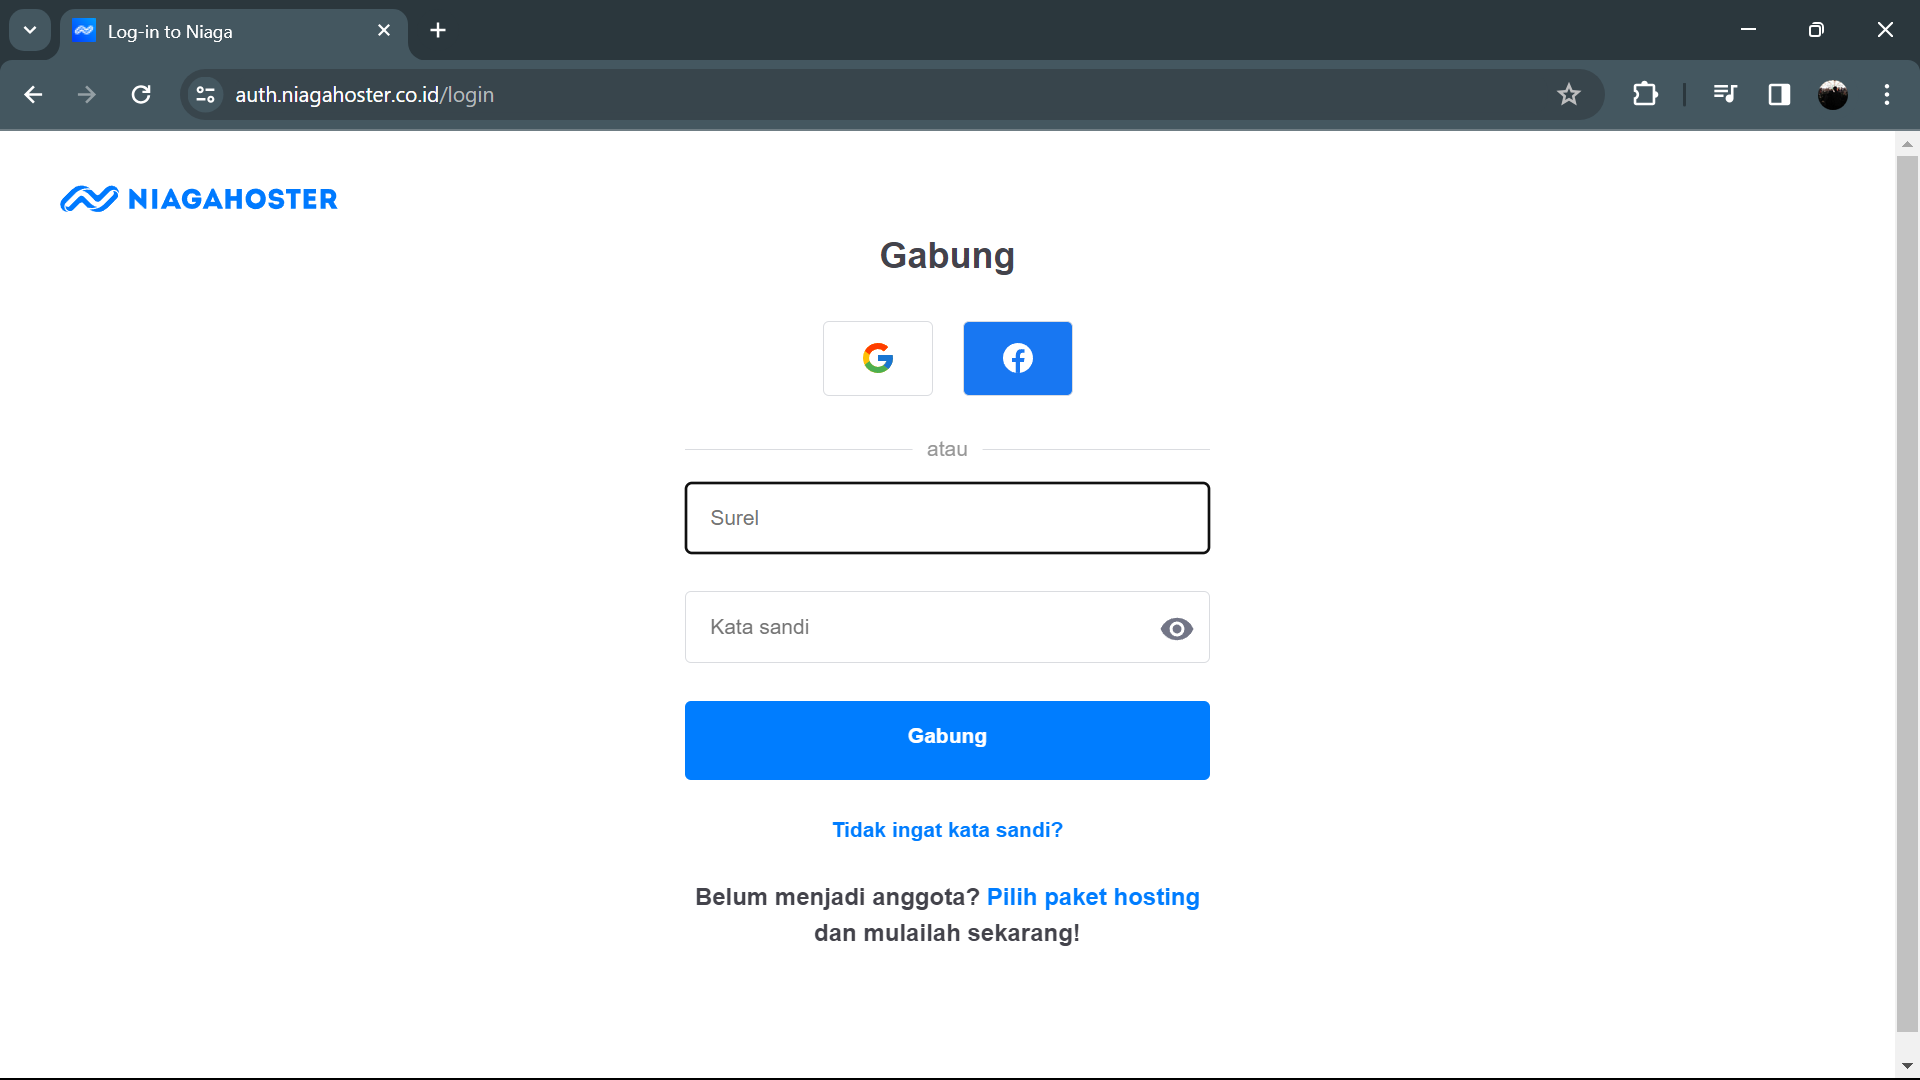 Log-in to Niaga
auth.niagahoster.co.id/login
NIAGAHOSTER
Gabung
atau
Surel
Kata sandi
Gabung
Tidak ingat kata sandi?
Belum menjadi anggota? Pilih paket hosting
dan mulailah sekarang!